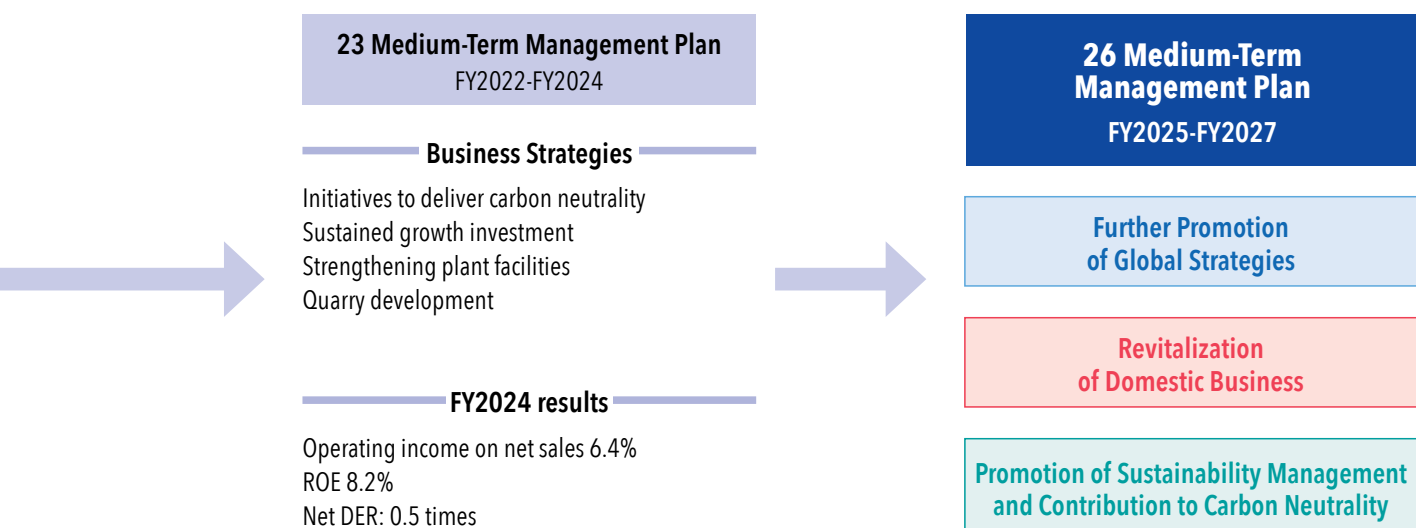 23 Medium-Term Management Plan
FY2022-FY2024
Business Strategies
Initiatives to deliver carbon neutrality
Sustained growth investment
Strengthening plant facilities
Quarry development
FY2024 results
Operating income on net sales 6.4%
ROE 8.2%
Net DER: 0.5 times
26 Medium-Term
Management Plan
FY2025-FY2027
Further Promotion
of Global Strategies
Revitalization
of Domestic Business
Promotion of Sustainability Management
and Contribution to Carbon Neutrality